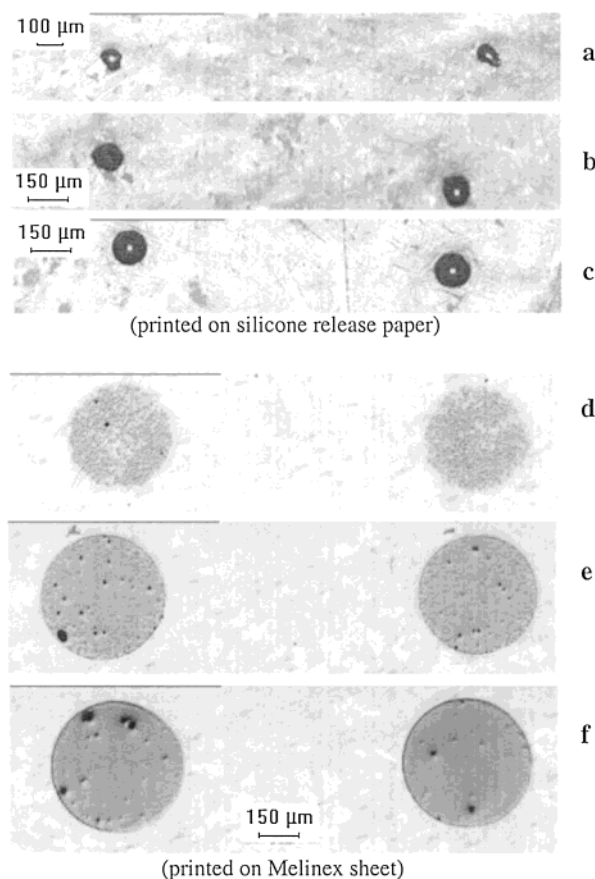 100 µm
a
b
150 µm
150 µm
c
(printed on silicone release paper)
d
e
f
150 µm
(printed on Melinex sheet)